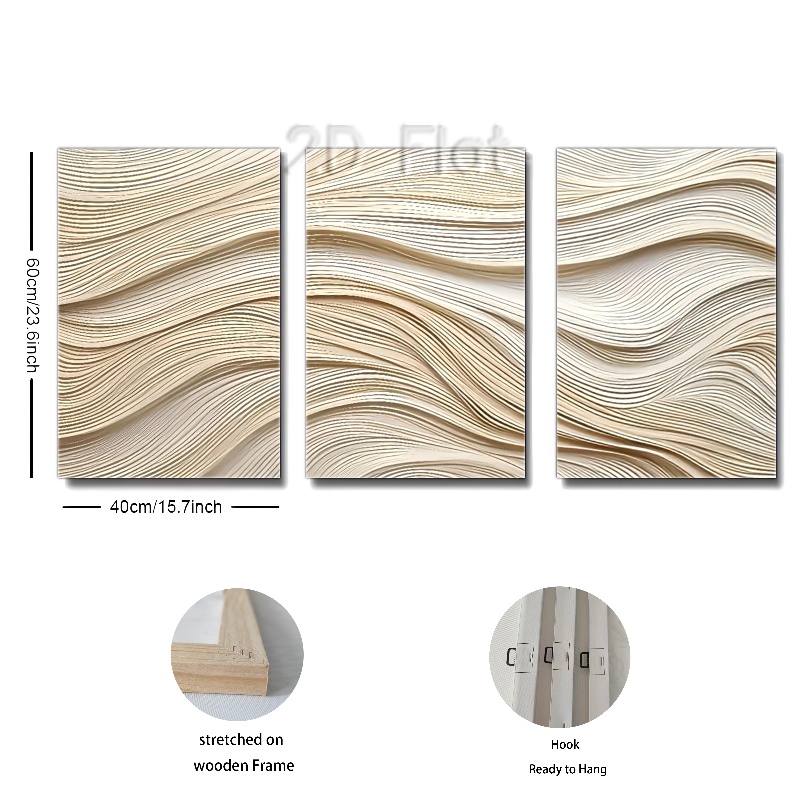 2D Flat
60cm/23.6inch
40cm/15.7inch
stretched on
wooden Frame
Hook
Ready to Hang